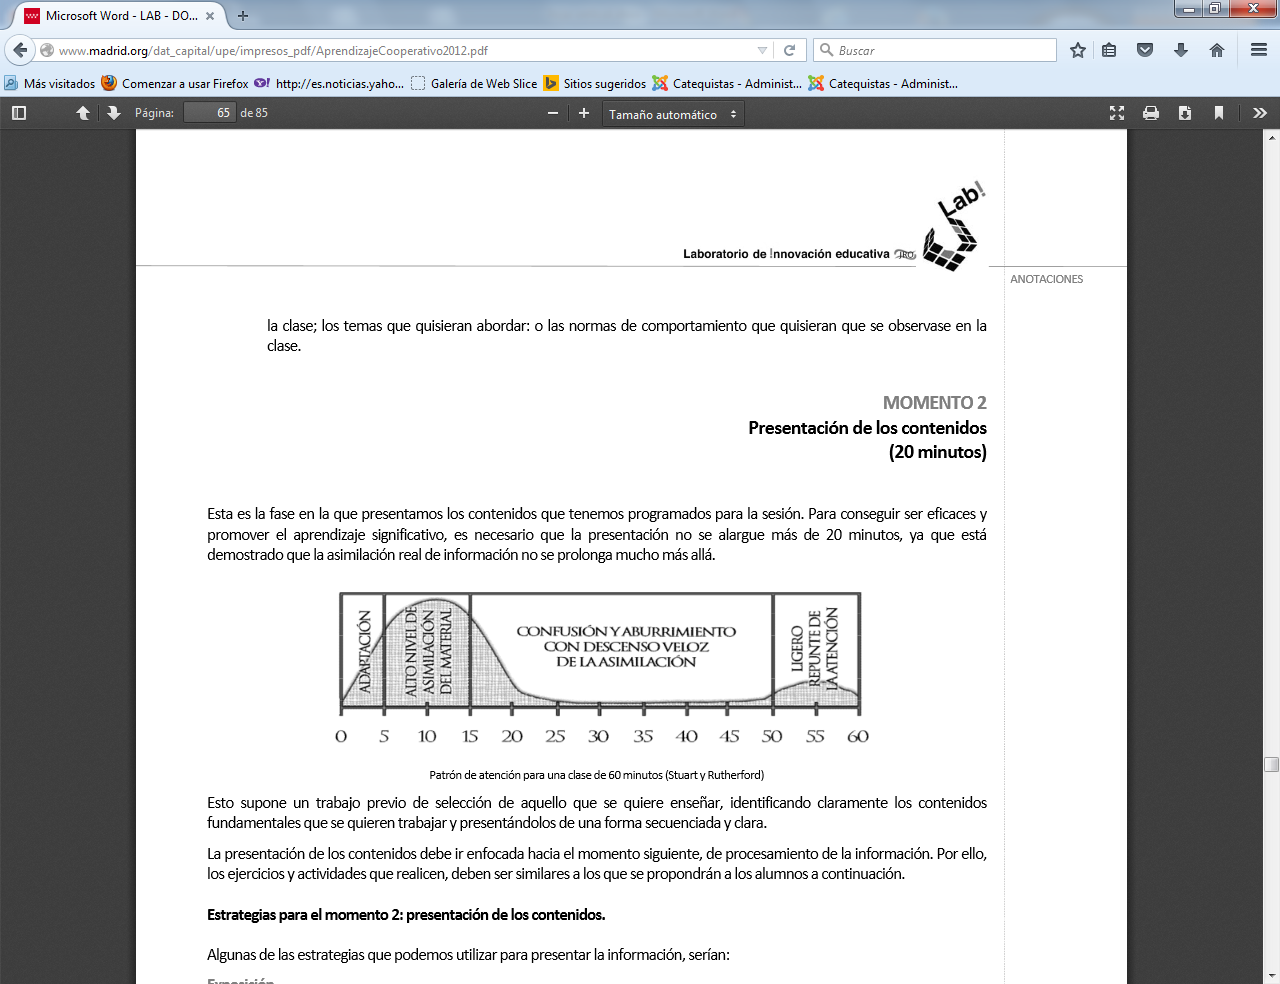 Microsoft Word - LAB - DO...
www.madrid.org/dat_capital/upe/impresos_pdf/AprendizajeCooperativo2012.pdf
Buscar
Más visitados
Comenzar a usar Firefox
http://es.noticias.yaho...
Galería de Web Slice
Sitios sugeridos
Catequistas - Administ...
Catequistas - Administ...
Página: 65 de 85
Tamaño automático
Lab!
Laboratorio de !nnovación educativa
ANOTACIONES
la clase; los temas que quisieran abordar: o las normas de comportamiento que quisieran que se observase en la
clase.
MOMENTO 2
Presentación de los contenidos
(20 minutos)
Esta es la fase en la que presentamos los contenidos que tenemos programados para la sesión. Para conseguir ser eficaces y
promover el aprendizaje significativo, es necesario que la presentación no se alargue más de 20 minutos, ya que está
demostrado que la asimilación real de información no se prolonga mucho más allá.
ADAPTACIÓN
ALTO NIVEL DE
ASIMILACIÓN
DEL MATERIAL
CONFUSIÓN Y ABURRIMIENTO
CON DESCENSO VELOZ
DE LA ASIMILACIÓN
LIGERO
REPUNTE DE
LA ATENCIÓN
0 5 10 15 20 25 30 35 40 45 50 55 60
Patrón de atención para una clase de 60 minutos (Stuart y Rutherford)
Esto supone un trabajo previo de selección de aquello que se quiere enseñar, identificando claramente los contenidos
fundamentales que se quieren trabajar y presentándolos de una forma secuenciada y clara.
La presentación de los contenidos debe ir enfocada hacia el momento siguiente, de procesamiento de la información. Por ello,
los ejercicios y actividades que realicen, deben ser similares a los que se propondrán a los alumnos a continuación.
Estrategias para el momento 2: presentación de los contenidos.
Algunas de las estrategias que podemos utilizar para presentar la información, serían:
Exposición